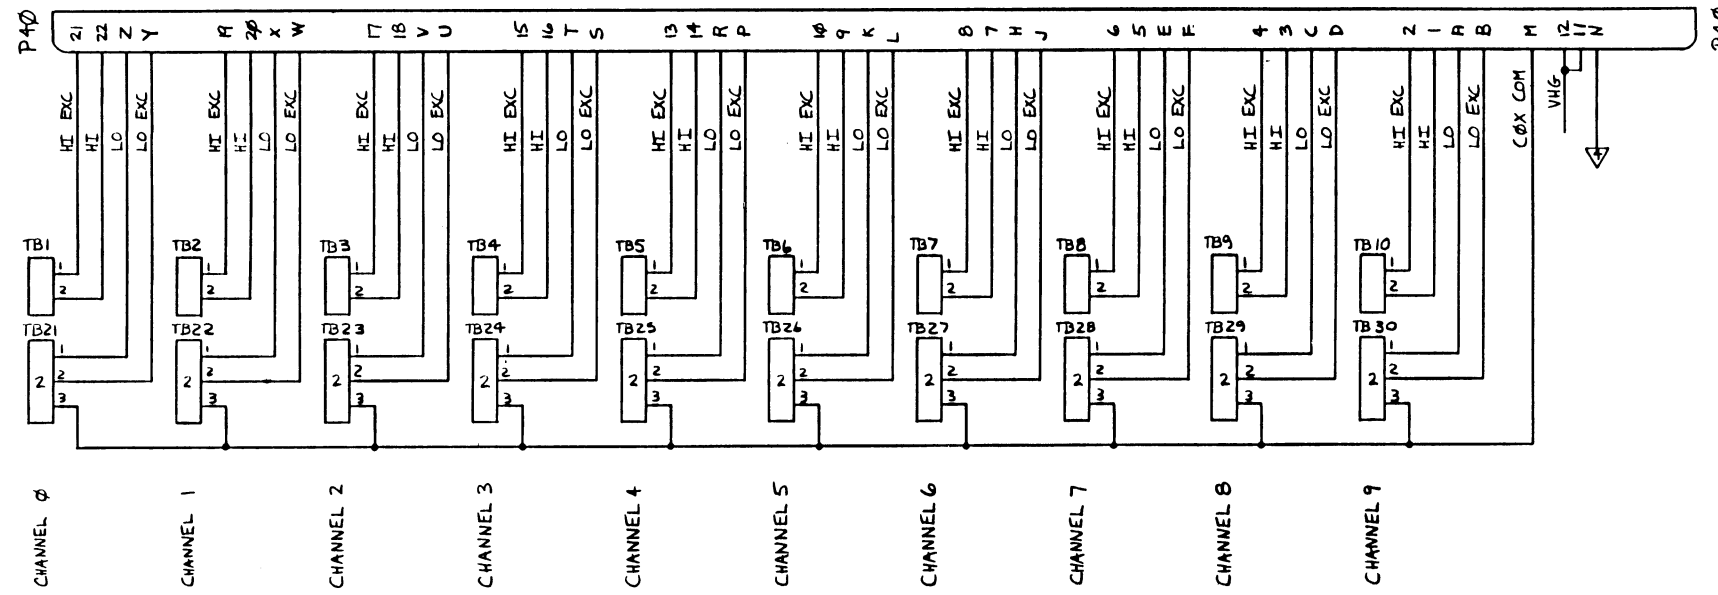 P4Ø
21 22 Z Y 19 2Ø X W 17 18 V U 15 16 T S 13 14 R P 1Ø 9 K L 8 7 H J 6 5 E F 4 3 C D 2 1 A B M 12 11 N
HI EXC HI LO LO EXC HI EXC HI LO LO EXC HI EXC HI LO LO EXC HI EXC HI LO LO EXC HI EXC HI LO LO EXC HI EXC HI LO LO EXC HI EXC HI LO LO EXC HI EXC HI LO LO EXC HI EXC HI LO LO EXC HI EXC HI LO LO EXC CØX COM VHG
TB1 TB2 TB3 TB4 TB5 TB6 TB7 TB8 TB9 TB10
1 1 1 1 1 1 1 1 1 1
2 2 2 2 2 2 2 2 2 2
TB21 TB22 TB23 TB24 TB25 TB26 TB27 TB28 TB29 TB30
1 1 1 1 1 1 1 1 1 1
2 2 2 2 2 2 2 2 2 2 2 2 2 2 2 2 2 2 2 2
3 3 3 3 3 3 3 3 3 3
CHANNEL Ø
CHANNEL 1
CHANNEL 2
CHANNEL 3
CHANNEL 4
CHANNEL 5
CHANNEL 6
CHANNEL 7
CHANNEL 8
CHANNEL 9